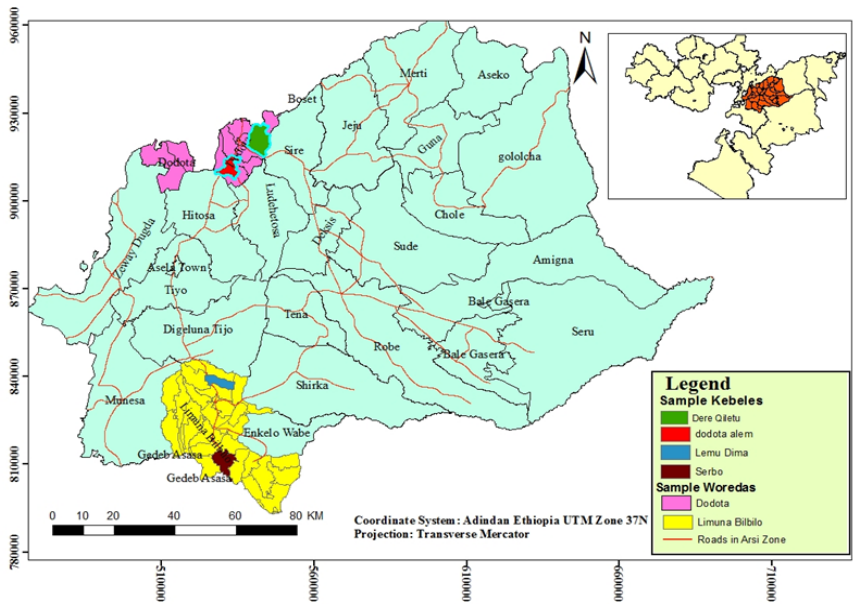 960000
930000
900000
870000
840000
810000
780000
510000
560000
610000
660000
710000
N
Merti
Aseko
Boset
Jeju
Guna
gololcha
Sire
Dodota
Ludehetosa
Hitosa
Chole
Deksis
Sude
Zeway Dugda
Amigna
Asela Town
Tiyo
Bale Gasera
Tena
Digeluna Tijo
Seru
Robe
Bale Gasera
Shirka
Munesa
Limuna Bilbilo
Enkelo Wabe
Gedeb Asasa
Gedeb Asasa
0 10 20 40 60 80 KM
Coordinate System: Adindan Ethiopia UTM Zone 37N
Projection: Transverse Mercator
Legend
Sample Kebeles
Dere Qiletu
dodota alem
Lemu Dima
Serbo
Sample Woredas
Dodota
Limuna Bilbilo
Roads in Arsi Zone